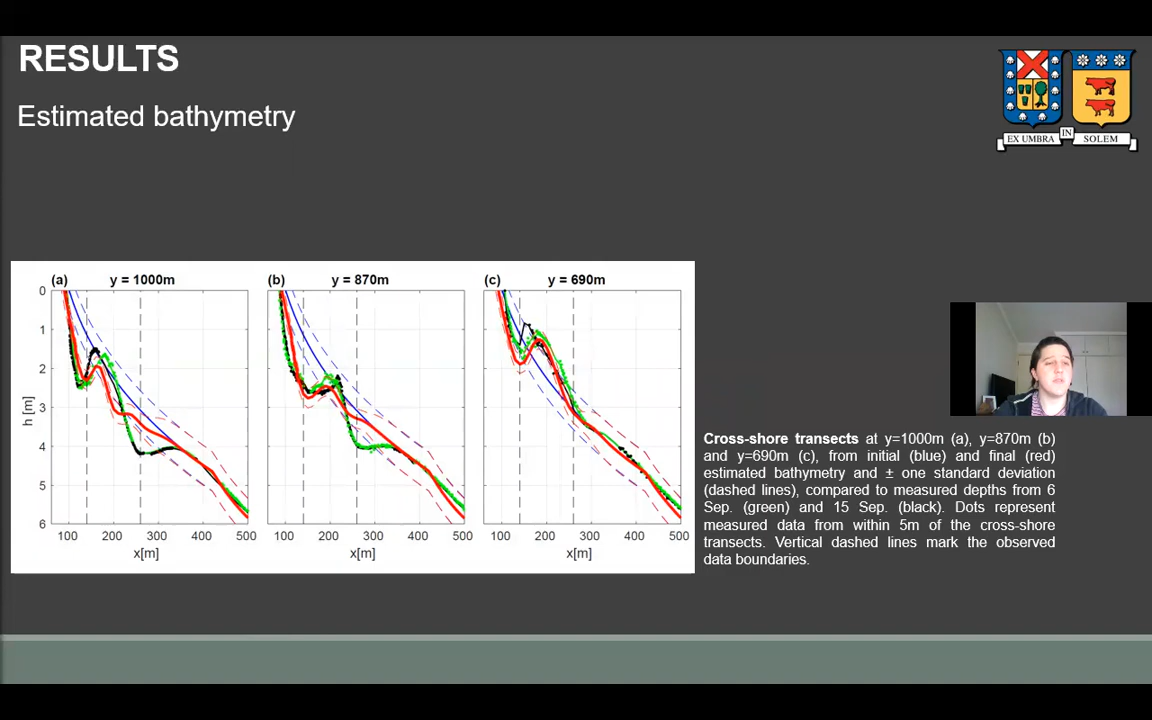 RESULTS
Estimated bathymetry
EX UMBRA IN SOLEM
(a) y = 1000m
(b) y = 870m
(c) y = 690m
0
1
2
3
4
5
6
h[m]
100 200 300 400 500
100 200 300 400 500
100 200 300 400 500
x[m]
x[m]
x[m]
Cross-shore transects at y=1000m (a), y=870m (b)
and y=690m (c), from initial (blue) and final (red)
estimated bathymetry and ± one standard deviation
(dashed lines), compared to measured depths from 6
Sep. (green) and 15 Sep. (black). Dots represent
measured data from within 5m of the cross-shore
transects. Vertical dashed lines mark the observed
data boundaries.